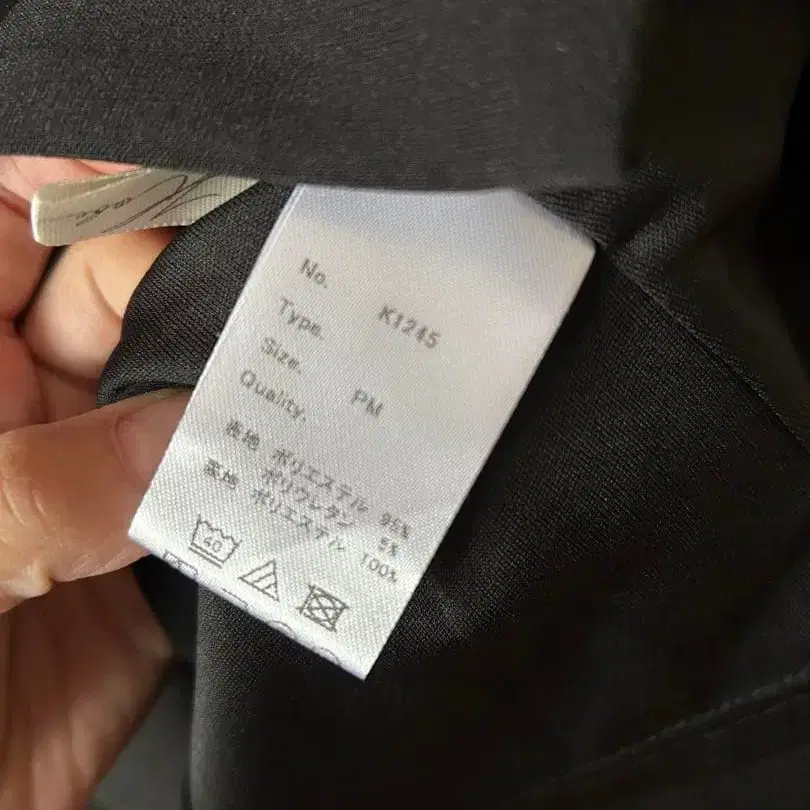 No. K1245
Type.
Size. PM
Quality.
表地 ポリエステル 95%
ポリウレタン 5%
裏地 ポリエステル 100%
40